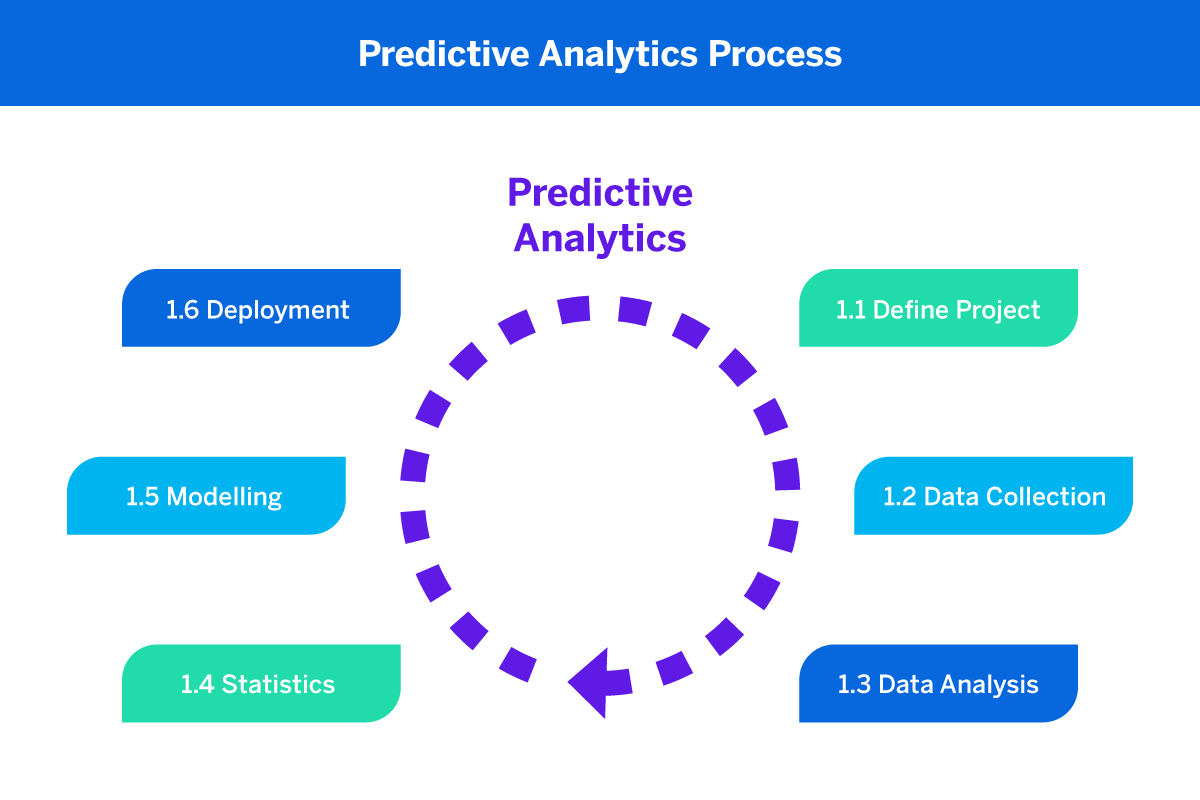 Predictive Analytics Process
Predictive
Analytics
1.1 Define Project
1.2 Data Collection
1.3 Data Analysis
1.4 Statistics
1.5 Modelling
1.6 Deployment